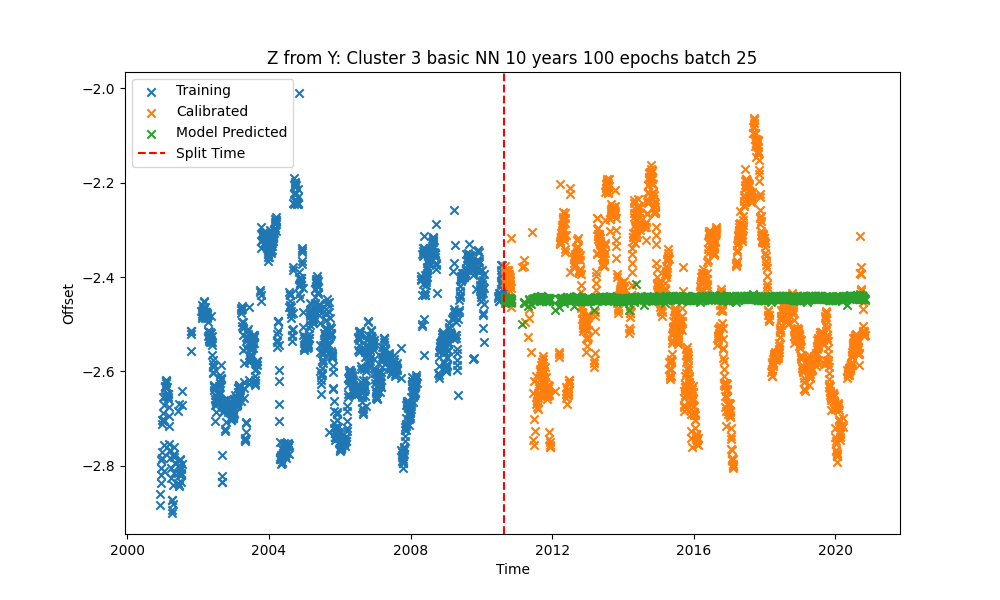 Z from Y: Cluster 3 basic NN 10 years 100 epochs batch 25
Training
Calibrated
Model Predicted
Split Time
−2.0
−2.2
−2.4
−2.6
−2.8
Offset
2000
2004
2008
2012
2016
2020
Time